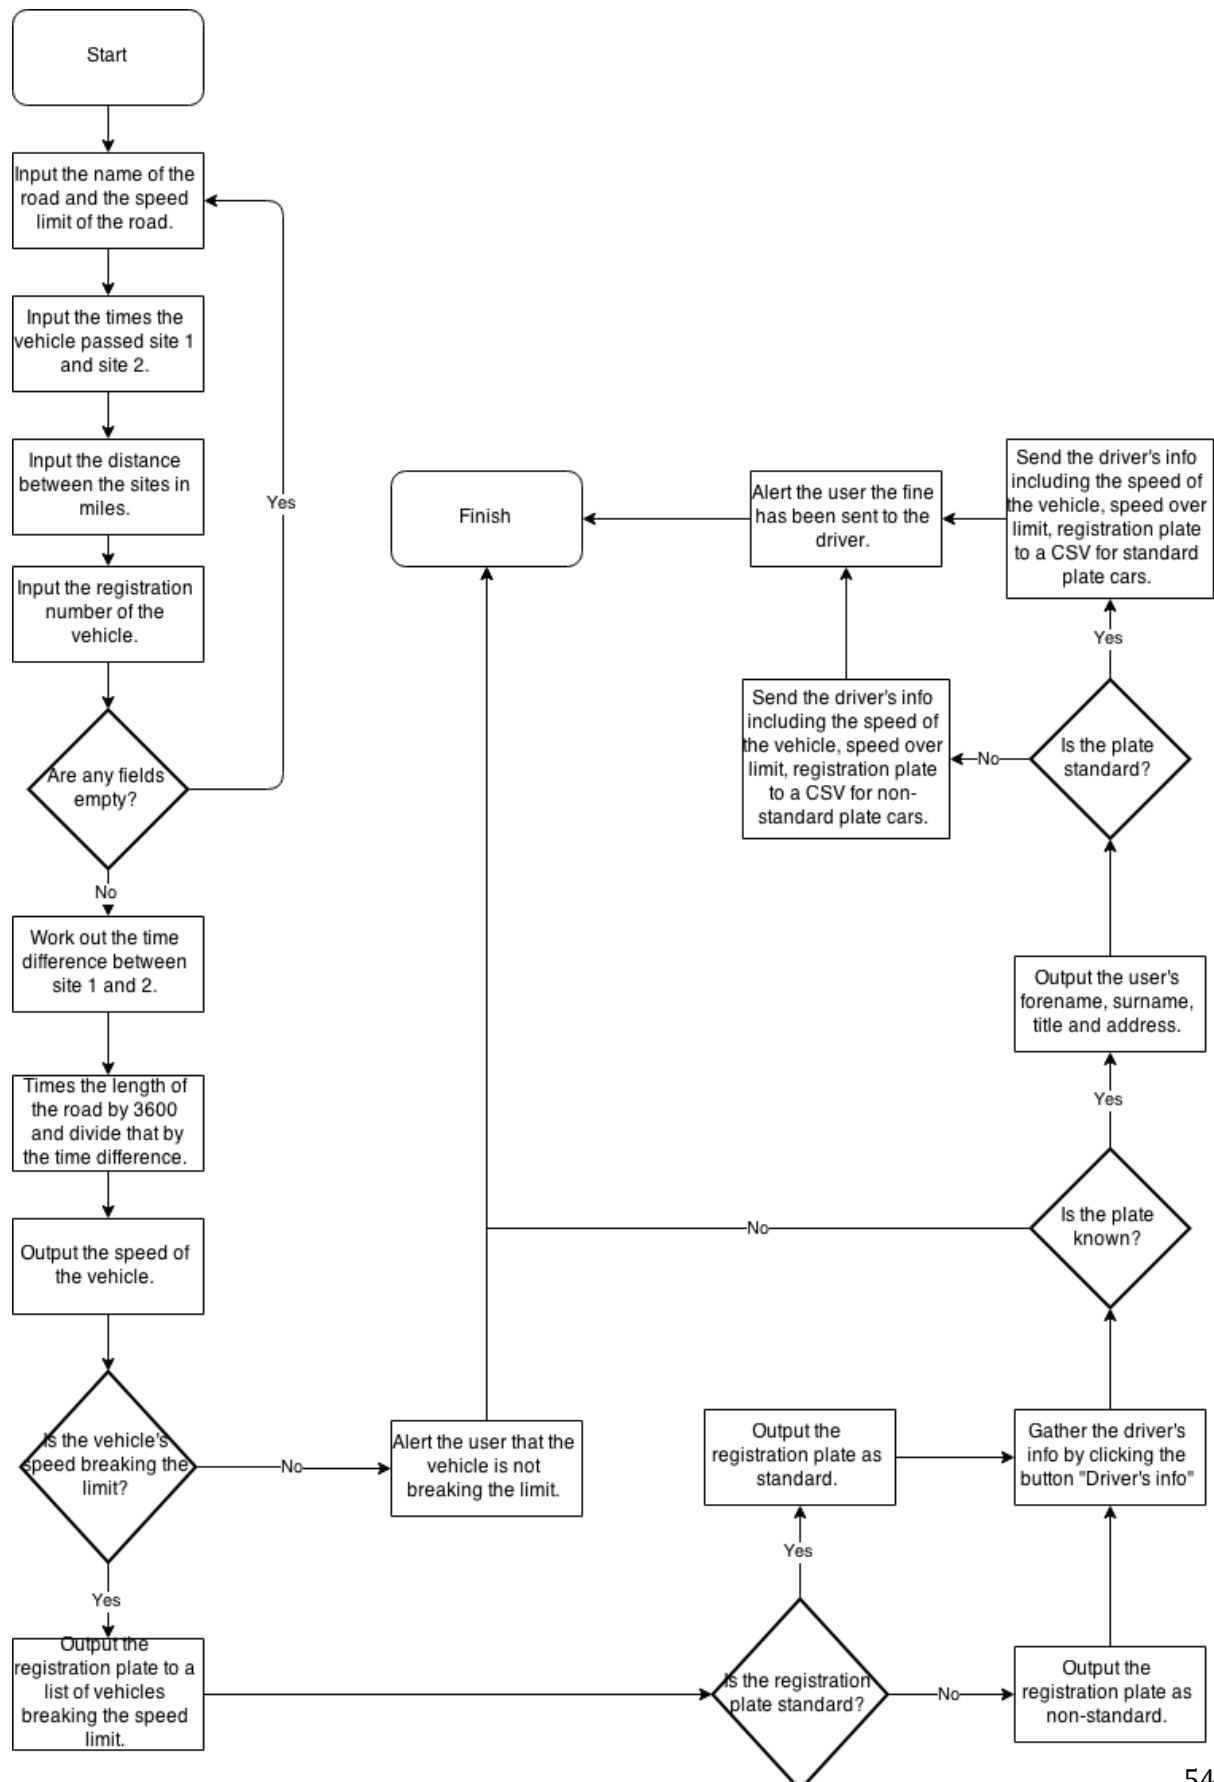 Start
Input the name of the
road and the speed
limit of the road.
Input the times the
vehicle passed site 1
and site 2.
Input the distance
between the sites in
miles.
Input the registration
number of the
vehicle.
Are any fields
empty?
Yes
No
Work out the time
difference between
site 1 and 2.
Times the length of
the road by 3600
and divide that by
the time difference.
Output the speed of
the vehicle.
Is the vehicle's
speed breaking the
limit?
No
Alert the user that the
vehicle is not
breaking the limit.
Yes
Output the
registration plate to a
list of vehicles
breaking the speed
limit.
Is the registration
plate standard?
Yes
Output the
registration plate as
standard.
No
Output the
registration plate as
non-standard.
Gather the driver's
info by clicking the
button "Driver's info"
Is the plate
known?
No
Yes
Output the user's
forename, surname,
title and address.
Is the plate
standard?
No
Send the driver's info
including the speed of
the vehicle, speed over
limit, registration plate
to a CSV for non-
standard plate cars.
Yes
Send the driver's info
including the speed of
the vehicle, speed over
limit, registration plate
to a CSV for standard
plate cars.
Alert the user the fine
has been sent to the
driver.
Finish
54